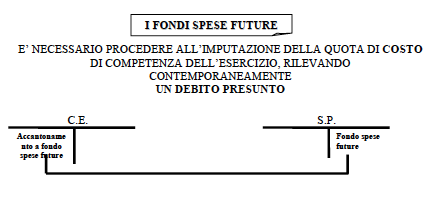 I FONDI SPESE FUTURE
E' NECESSARIO PROCEDERE ALL'IMPUTAZIONE DELLA QUOTA DI COSTO
DI COMPETENZA DELL'ESERCIZIO, RILEVANDO
CONTEMPORANEAMENTE
UN DEBITO PRESUNTO
C.E.
Accantoname
nto a fondo
spese future
S.P.
Fondo spese
future